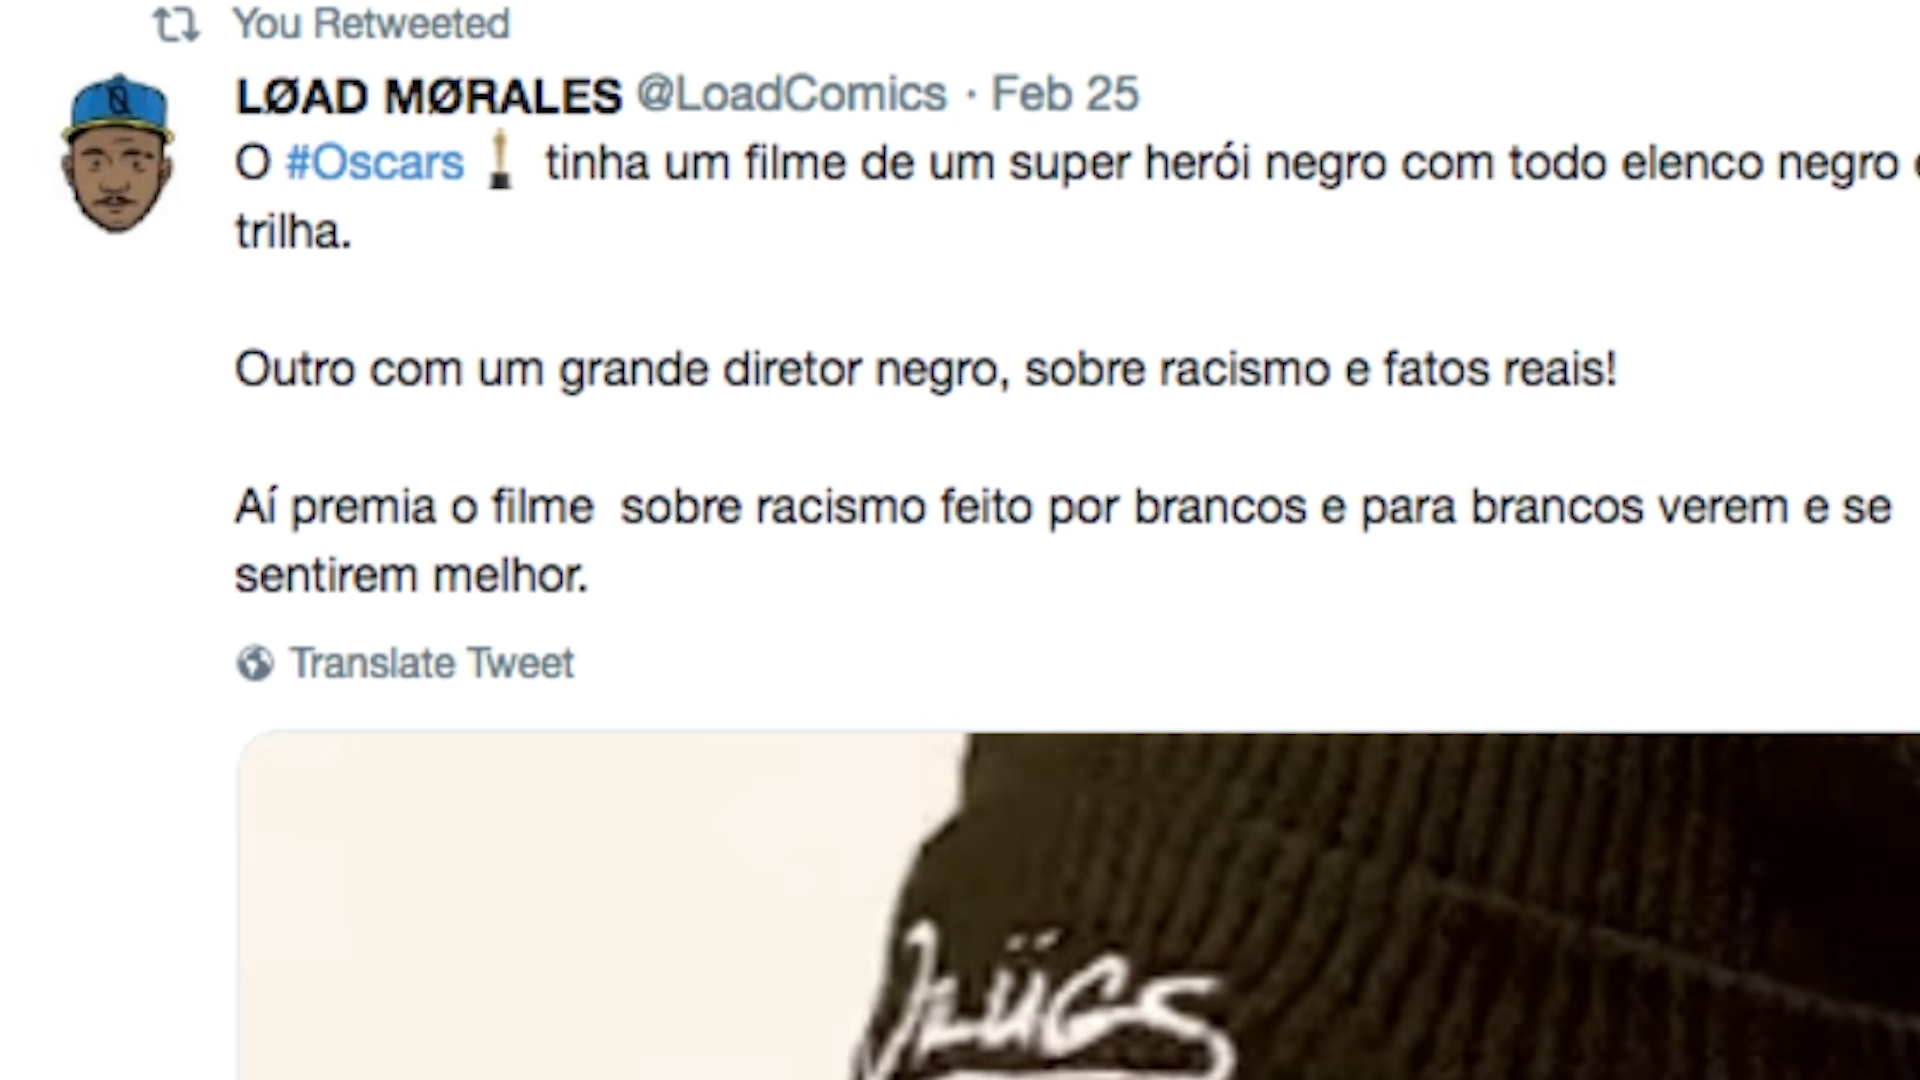 You Retweeted
LØAD MØRALES @LoadComics · Feb 25
O #Oscars tinha um filme de um super herói negro com todo elenco negro
trilha.
Outro com um grande diretor negro, sobre racismo e fatos reais!
Aí premia o filme  sobre racismo feito por brancos e para brancos verem e se
sentirem melhor.
Translate Tweet